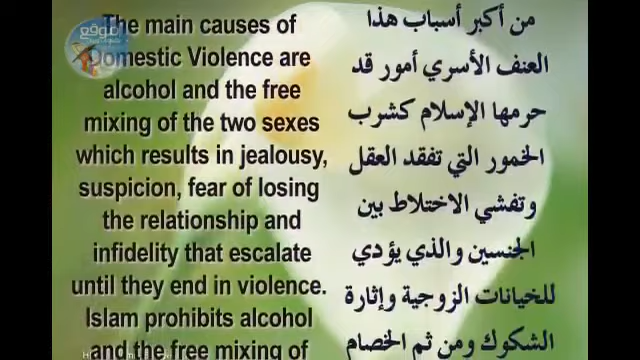 The main causes of
Domestic Violence are
alcohol and the free
mixing of the two sexes
which results in jealousy,
suspicion, fear of losing
the relationship and
infidelity that escalate
until they end in violence.
Islam prohibits alcohol
and the free mixing of
من أكبر أسباب هذا
العنف الأسري أمور قد
حرمها الإسلام كشرب
الخمور التي تفقد العقل
وتفشي الاختلاط بين
الجنسين والذي يؤدي
للخيانات الزوجية وإثارة
الشكوك ومن ثم الخصام
موقع